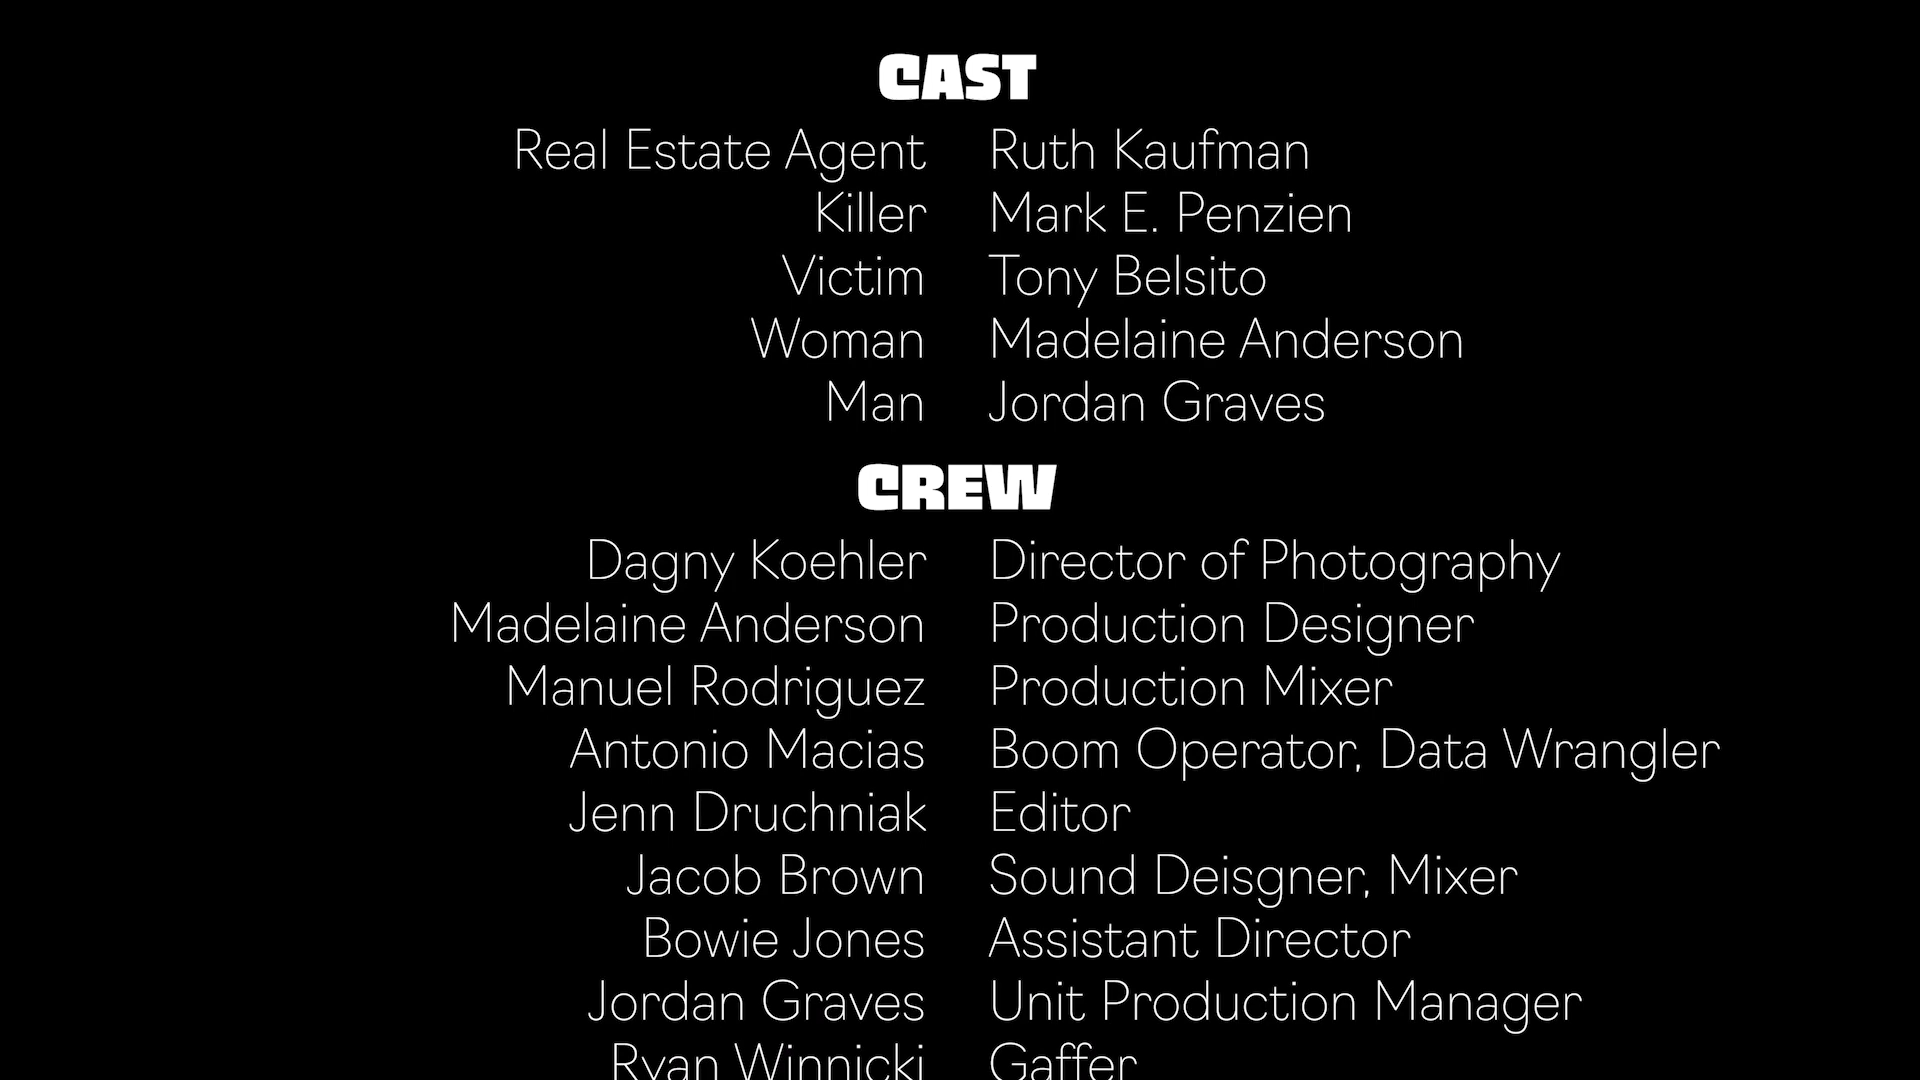 CAST
Real Estate Agent Ruth Kaufman
Killer Mark E. Penzien
Victim Tony Belsito
Woman Madelaine Anderson
Man Jordan Graves
CREW
Dagny Koehler Director of Photography
Madelaine Anderson Production Designer
Manuel Rodriguez Production Mixer
Antonio Macias Boom Operator, Data Wrangler
Jenn Druchniak Editor
Jacob Brown Sound Deisgner, Mixer
Bowie Jones Assistant Director
Jordan Graves Unit Production Manager
Ryan Winnicki Gaffer